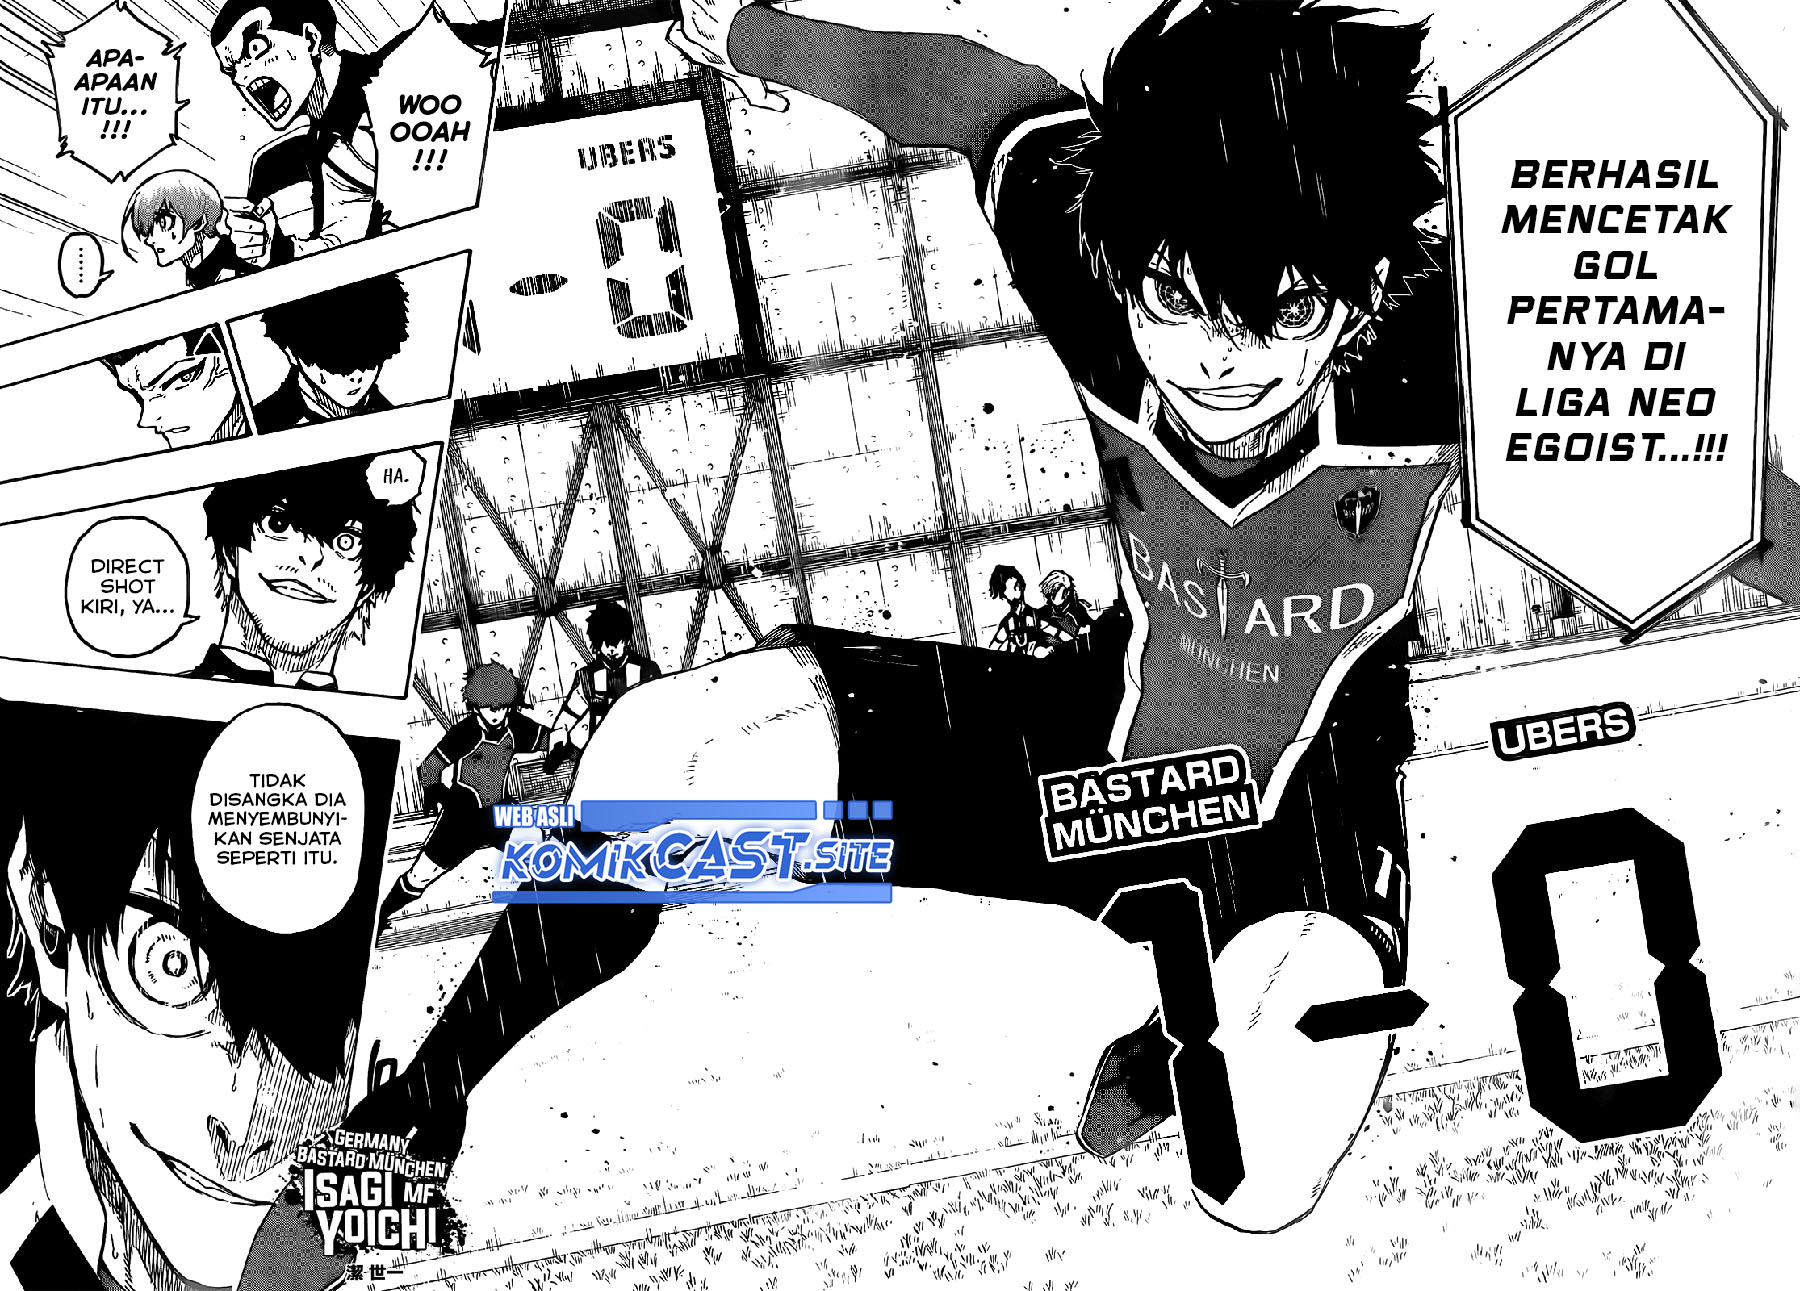 BERHASIL
MENCETAK
GOL
PERTAMA-
NYA DI
LIGA NEO
EGOIST...!!!
BASTARD
MÜNCHEN
UBERS
BASTARD
MÜNCHEN
1-0
UBERS
-0
WOO
OOAH
!!!
APA-
APAAN
ITU...
!!!
......
HA.
DIRECT
SHOT
KIRI, YA...
TIDAK
DISANGKA DIA
MENYEMBUNYI-
KAN SENJATA
SEPERTI ITU.
GERMANY
BASTARD MÜNCHEN
ISAGI MF
YOICHI
潔 世一
WEB ASLI
KOMIKCAST.SITE